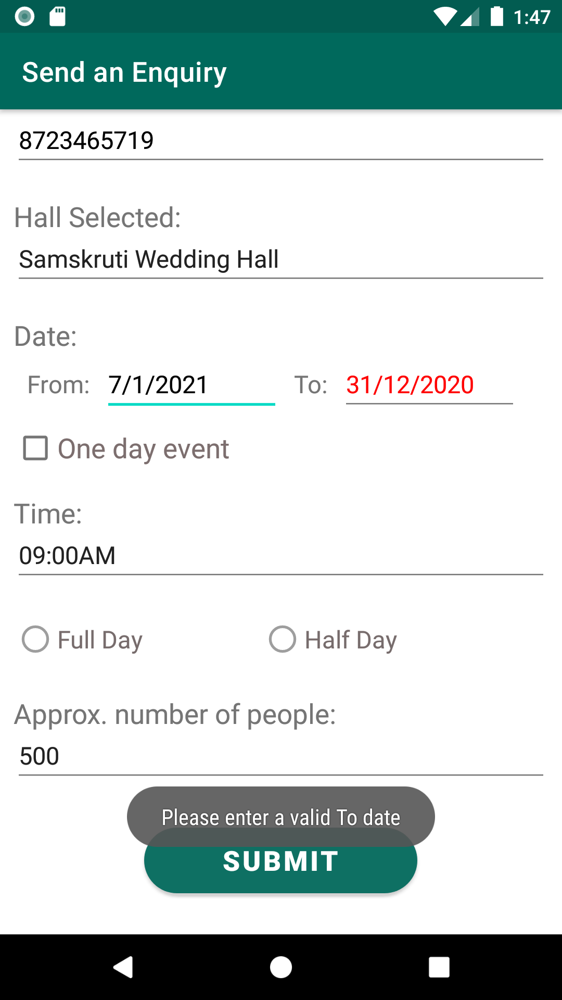 1:47
Send an Enquiry
8723465719
Hall Selected:
Samskruti Wedding Hall
Date:
From: 7/1/2021 To: 31/12/2020
One day event
Time:
09:00AM
Full Day Half Day
Approx. number of people:
500
Please enter a valid To date
SUBMIT